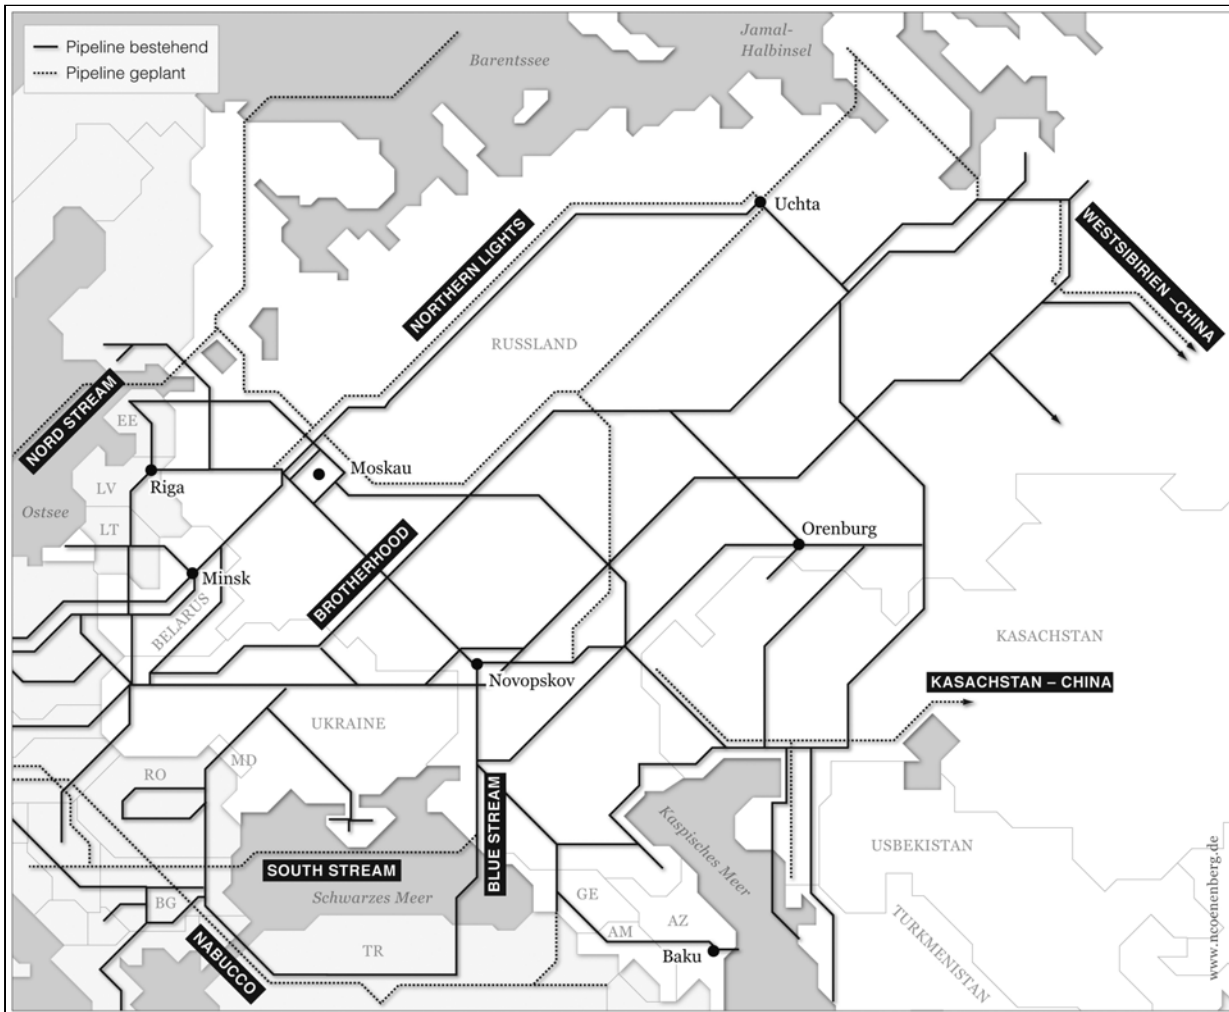 Pipeline bestehend
Pipeline geplant
Barentssee
Jamal-
Halbinsel
Uchta
WESTSIBIRIEN –CHINA
NORTHERN LIGHTS
RUSSLAND
NORD STREAM
EE
Moskau
LV
Riga
Ostsee
LT
Orenburg
BROTHERHOOD
Minsk
BELARUS
KASACHSTAN
Novopskov
KASACHSTAN – CHINA
UKRAINE
MD
RO
BLUE STREAM
Kaspisches Meer
USBEKISTAN
SOUTH STREAM
Schwarzes Meer
GE
BG
AZ
AM
TURKMENISTAN
NABUCCO
TR
Baku
www.ncoenenberg.de